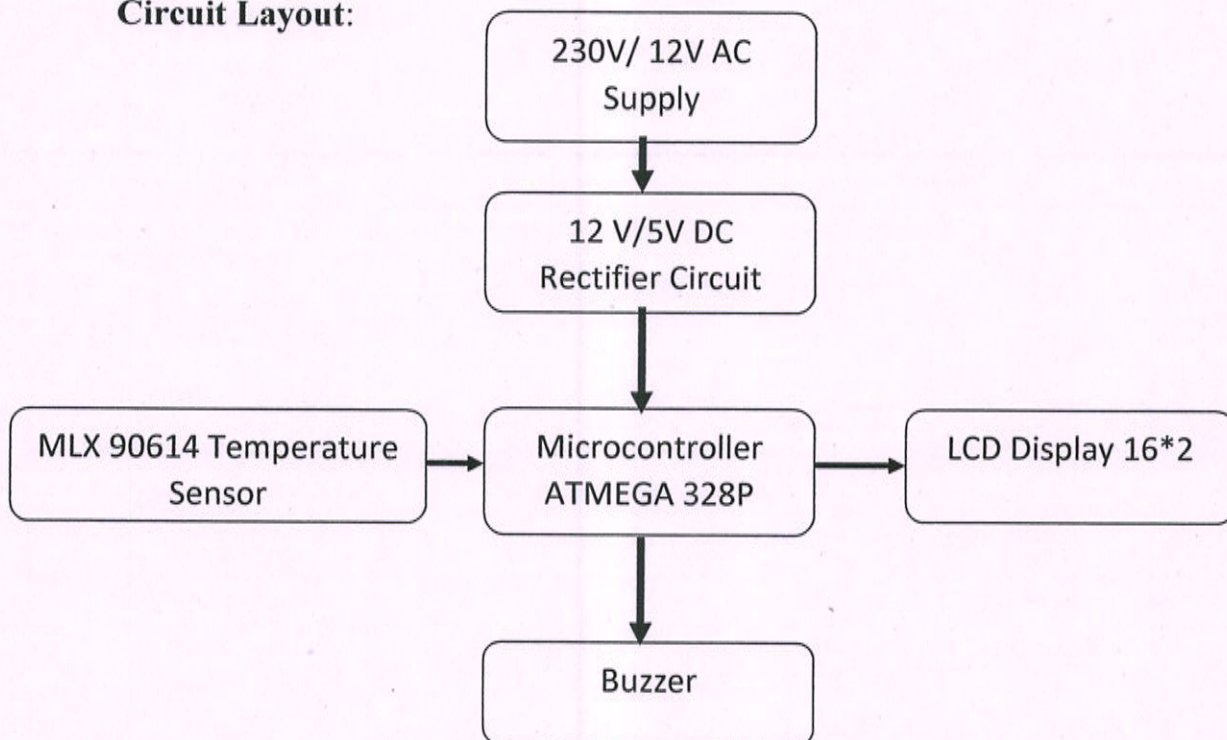 Circuit Layout:
230V/ 12V AC
Supply
12 V/5V DC
Rectifier Circuit
MLX 90614 Temperature
Sensor
Microcontroller
ATMEGA 328P
LCD Display 16*2
Buzzer